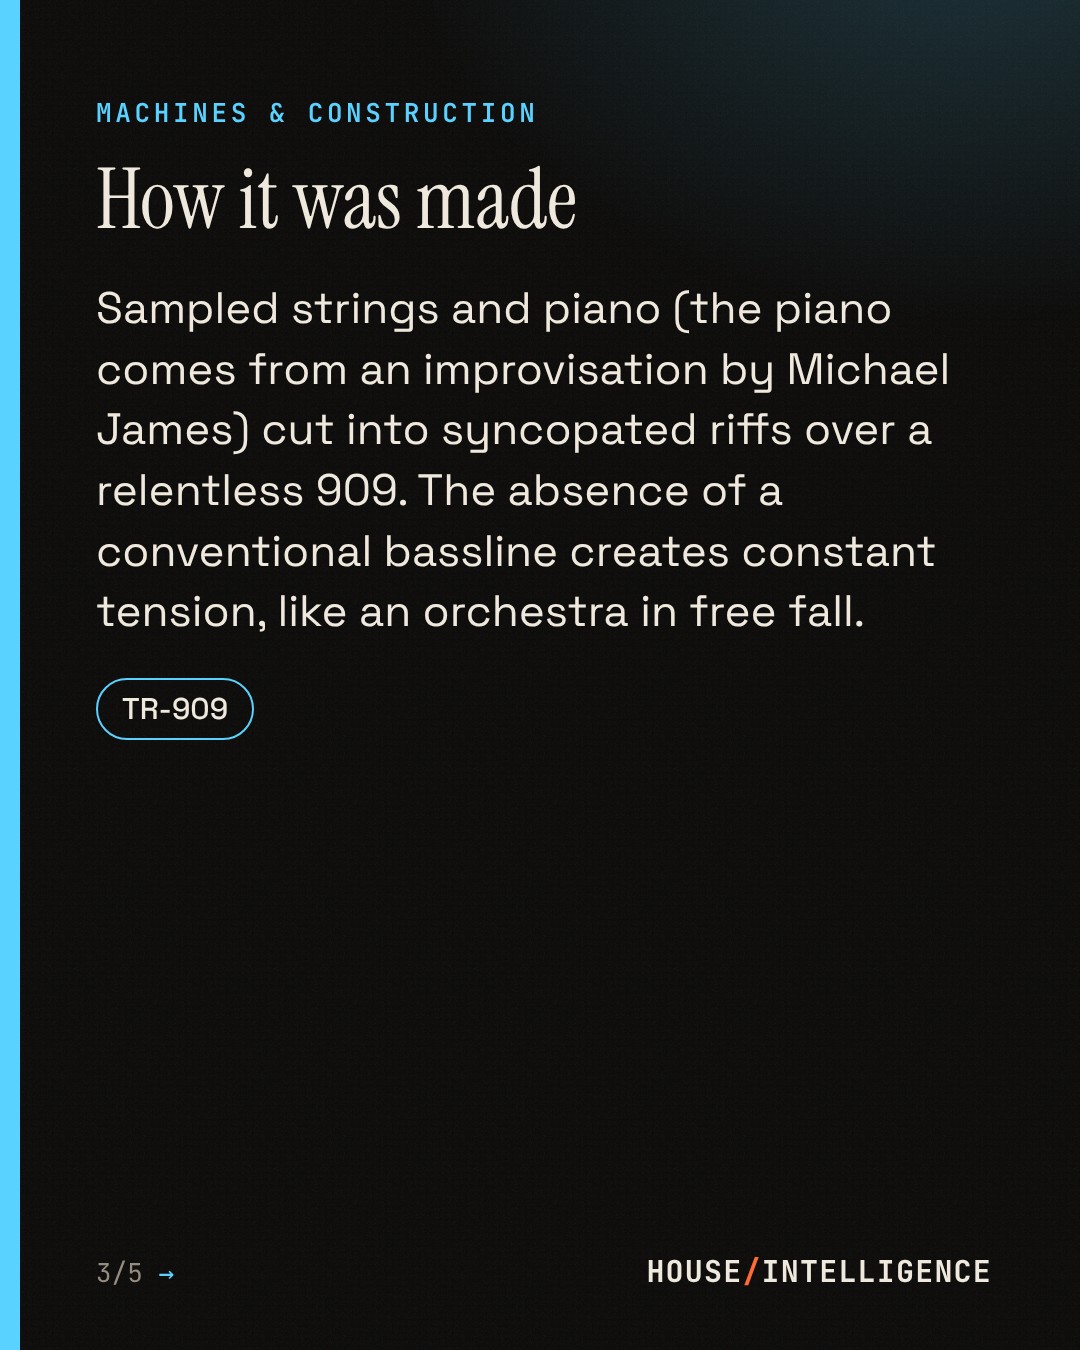 MACHINES & CONSTRUCTION
How it was made
Sampled strings and piano (the piano
comes from an improvisation by Michael
James) cut into syncopated riffs over a
relentless 909. The absence of a
conventional bassline creates constant
tension, like an orchestra in free fall.
TR-909
3/5 →
HOUSE/INTELLIGENCE